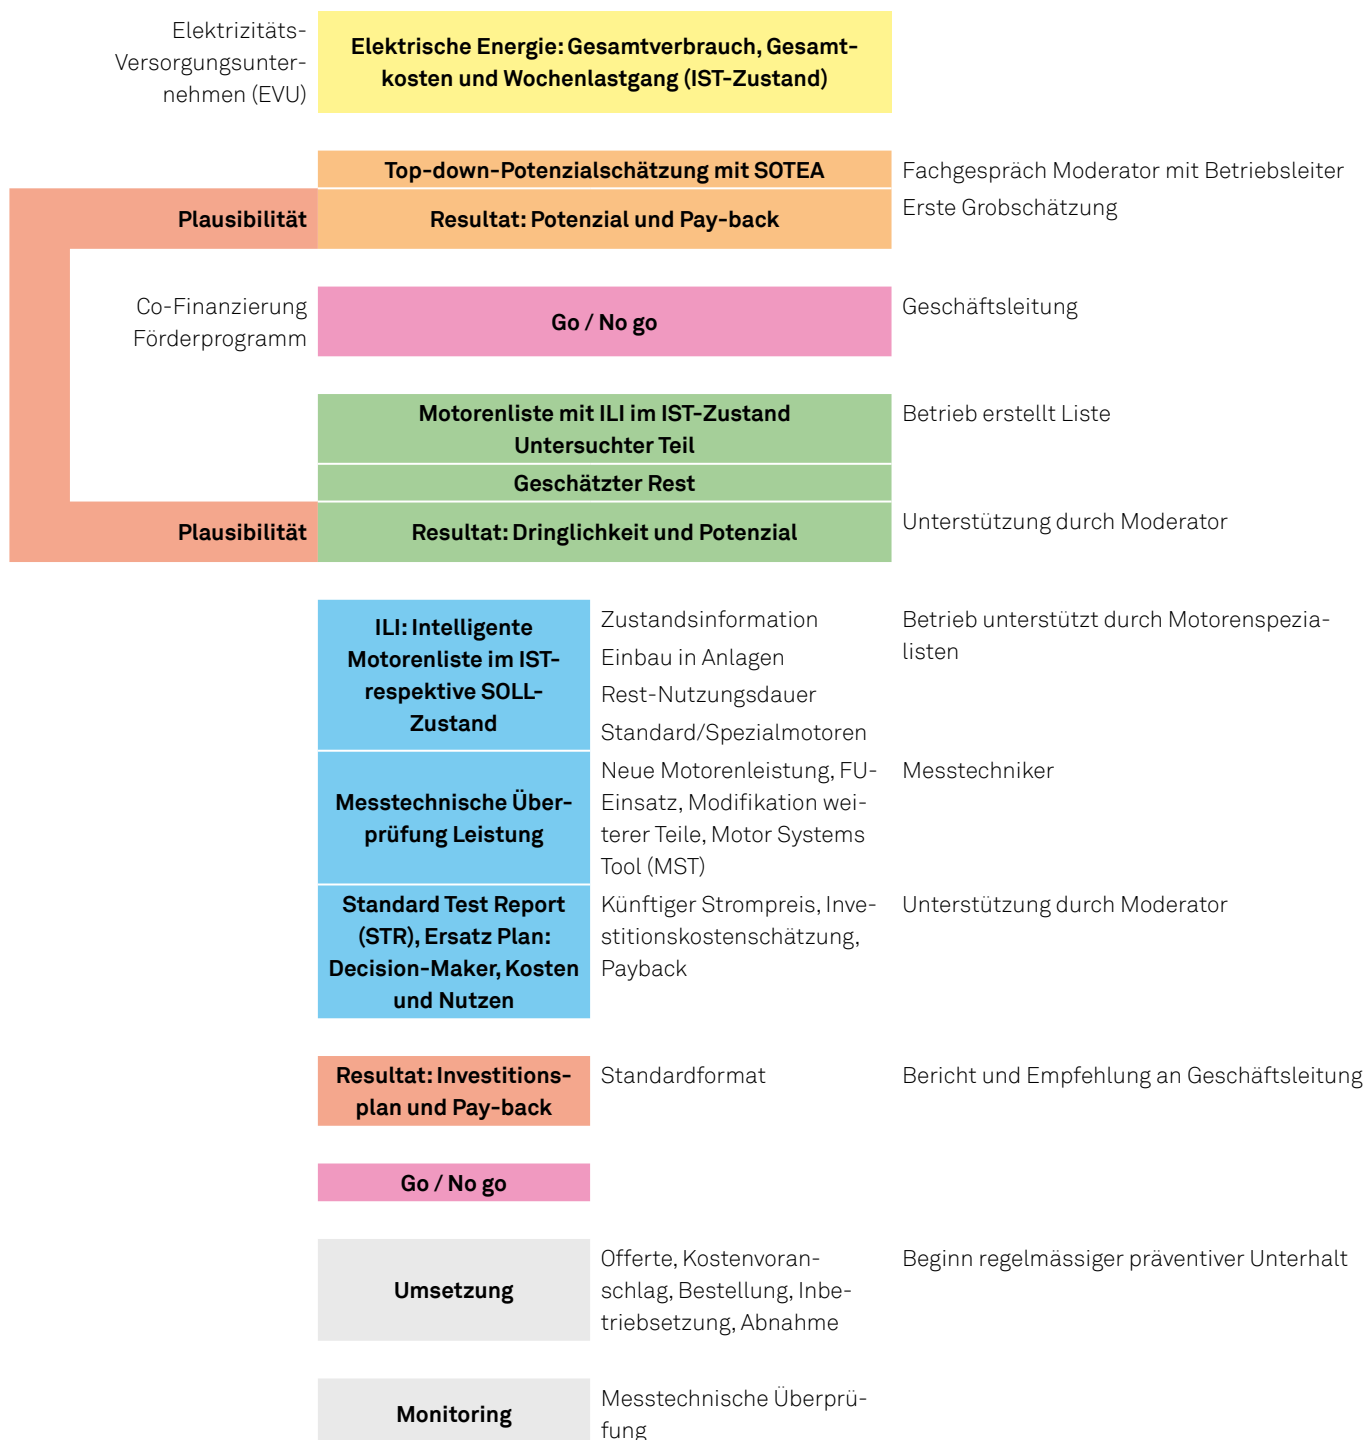 Elektrizitäts-
Versorgungsunter-
nehmen (EVU)
Elektrische Energie: Gesamtverbrauch, Gesamt-
kosten und Wochenlastgang (IST-Zustand)
Top-down-Potenzialschätzung mit SOTEA
Fachgespräch Moderator mit Betriebsleiter
Plausibilität
Resultat: Potenzial und Pay-back
Erste Grobschätzung
Co-Finanzierung
Förderprogramm
Go / No go
Geschäftsleitung
Motorenliste mit ILI im IST-Zustand
Untersuchter Teil
Betrieb erstellt Liste
Geschätzter Rest
Plausibilität
Resultat: Dringlichkeit und Potenzial
Unterstützung durch Moderator
ILI: Intelligente
Motorenliste im IST-
respektive SOLL-
Zustand
Zustandsinformation
Einbau in Anlagen
Rest-Nutzungsdauer
Standard/Spezialmotoren
Betrieb unterstützt durch Motorenspezia-
listen
Messtechnische Über-
prüfung Leistung
Neue Motorenleistung, FU-
Einsatz, Modifikation wei-
terer Teile, Motor Systems
Tool (MST)
Messtechniker
Standard Test Report
(STR), Ersatz Plan:
Decision-Maker, Kosten
und Nutzen
Künftiger Strompreis, Inve-
stitionskostenschätzung,
Payback
Unterstützung durch Moderator
Resultat: Investitions-
plan und Pay-back
Standardformat
Bericht und Empfehlung an Geschäftsleitung
Go / No go
Umsetzung
Offerte, Kostenvoran-
schlag, Bestellung, Inbe-
triebsetzung, Abnahme
Beginn regelmässiger präventiver Unterhalt
Monitoring
Messtechnische Überprü-
fung